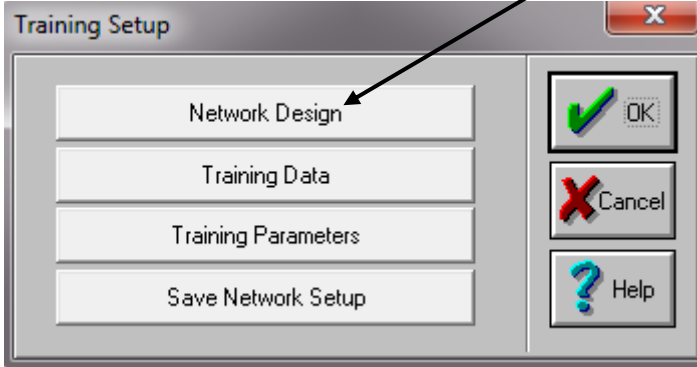 Training Setup
x
Network Design
Training Data
Training Parameters
Save Network Setup
OK
Cancel
? Help